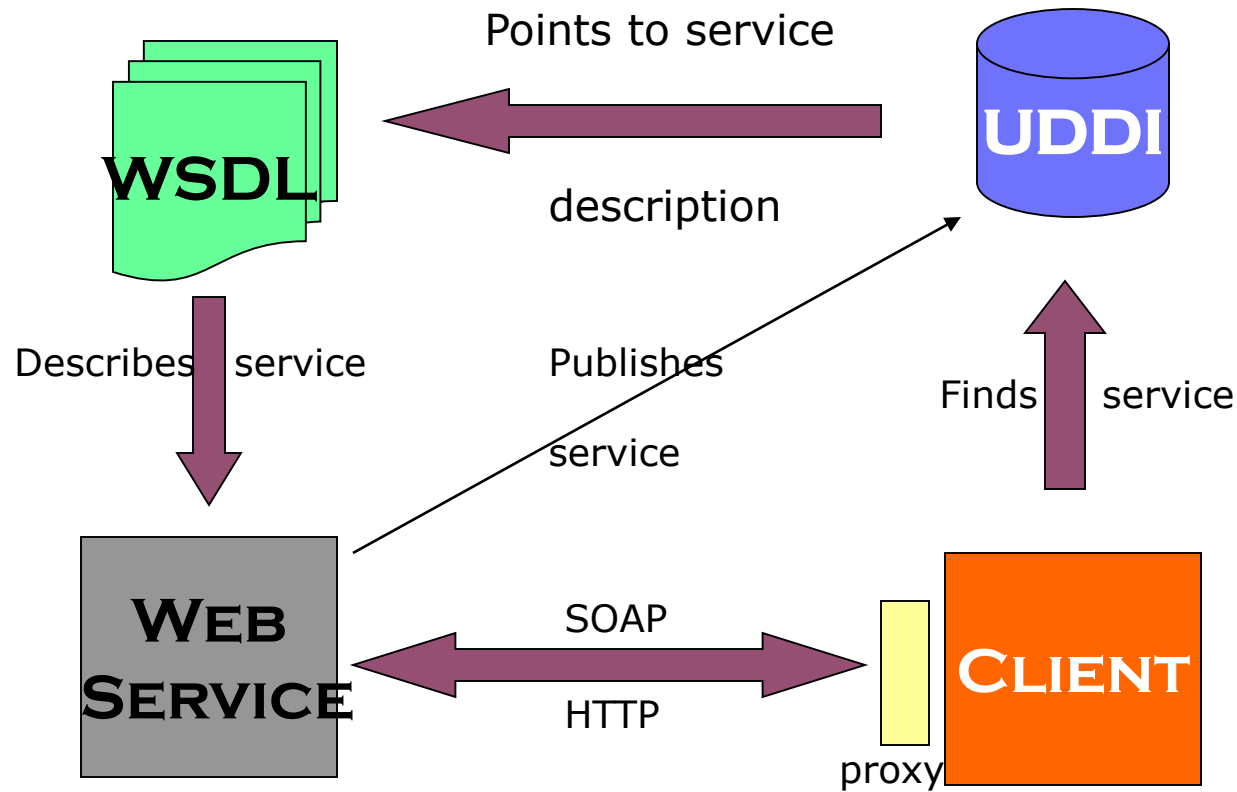 Points to service
UDDI
WSDL
description
Describes service
Publishes
Finds service
service
WEB
SERVICE
SOAP
HTTP
CLIENT
proxy